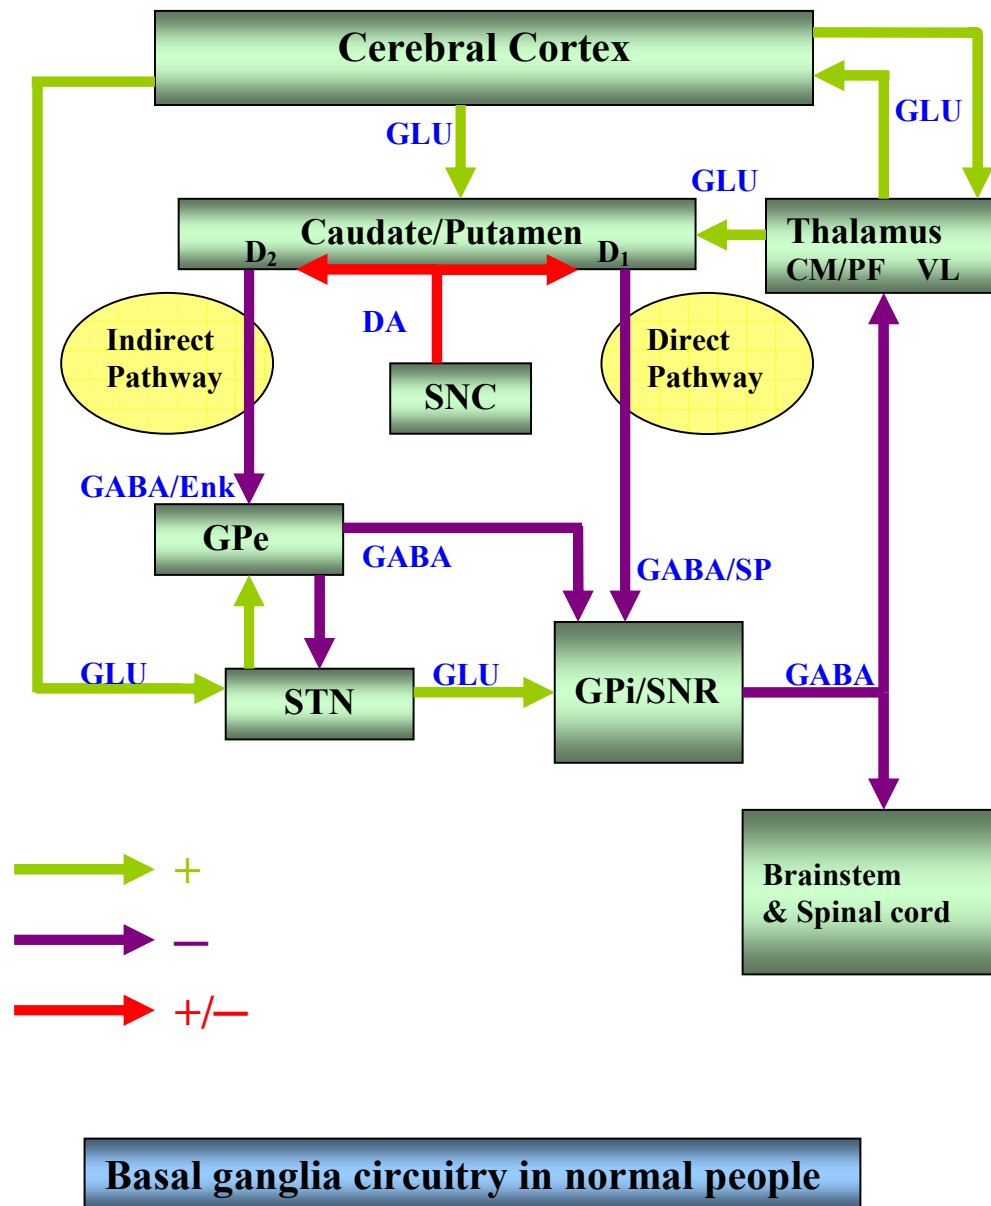 Cerebral Cortex
GLU
GLU
GLU
Caudate/Putamen
D₂
D₁
Thalamus
CM/PF VL
DA
Indirect
Pathway
Direct
Pathway
SNC
GABA/Enk
GPe
GABA
GABA/SP
GLU
STN
GLU
GPi/SNR
GABA
Brainstem
& Spinal cord
+
—
+/—
Basal ganglia circuitry in normal people